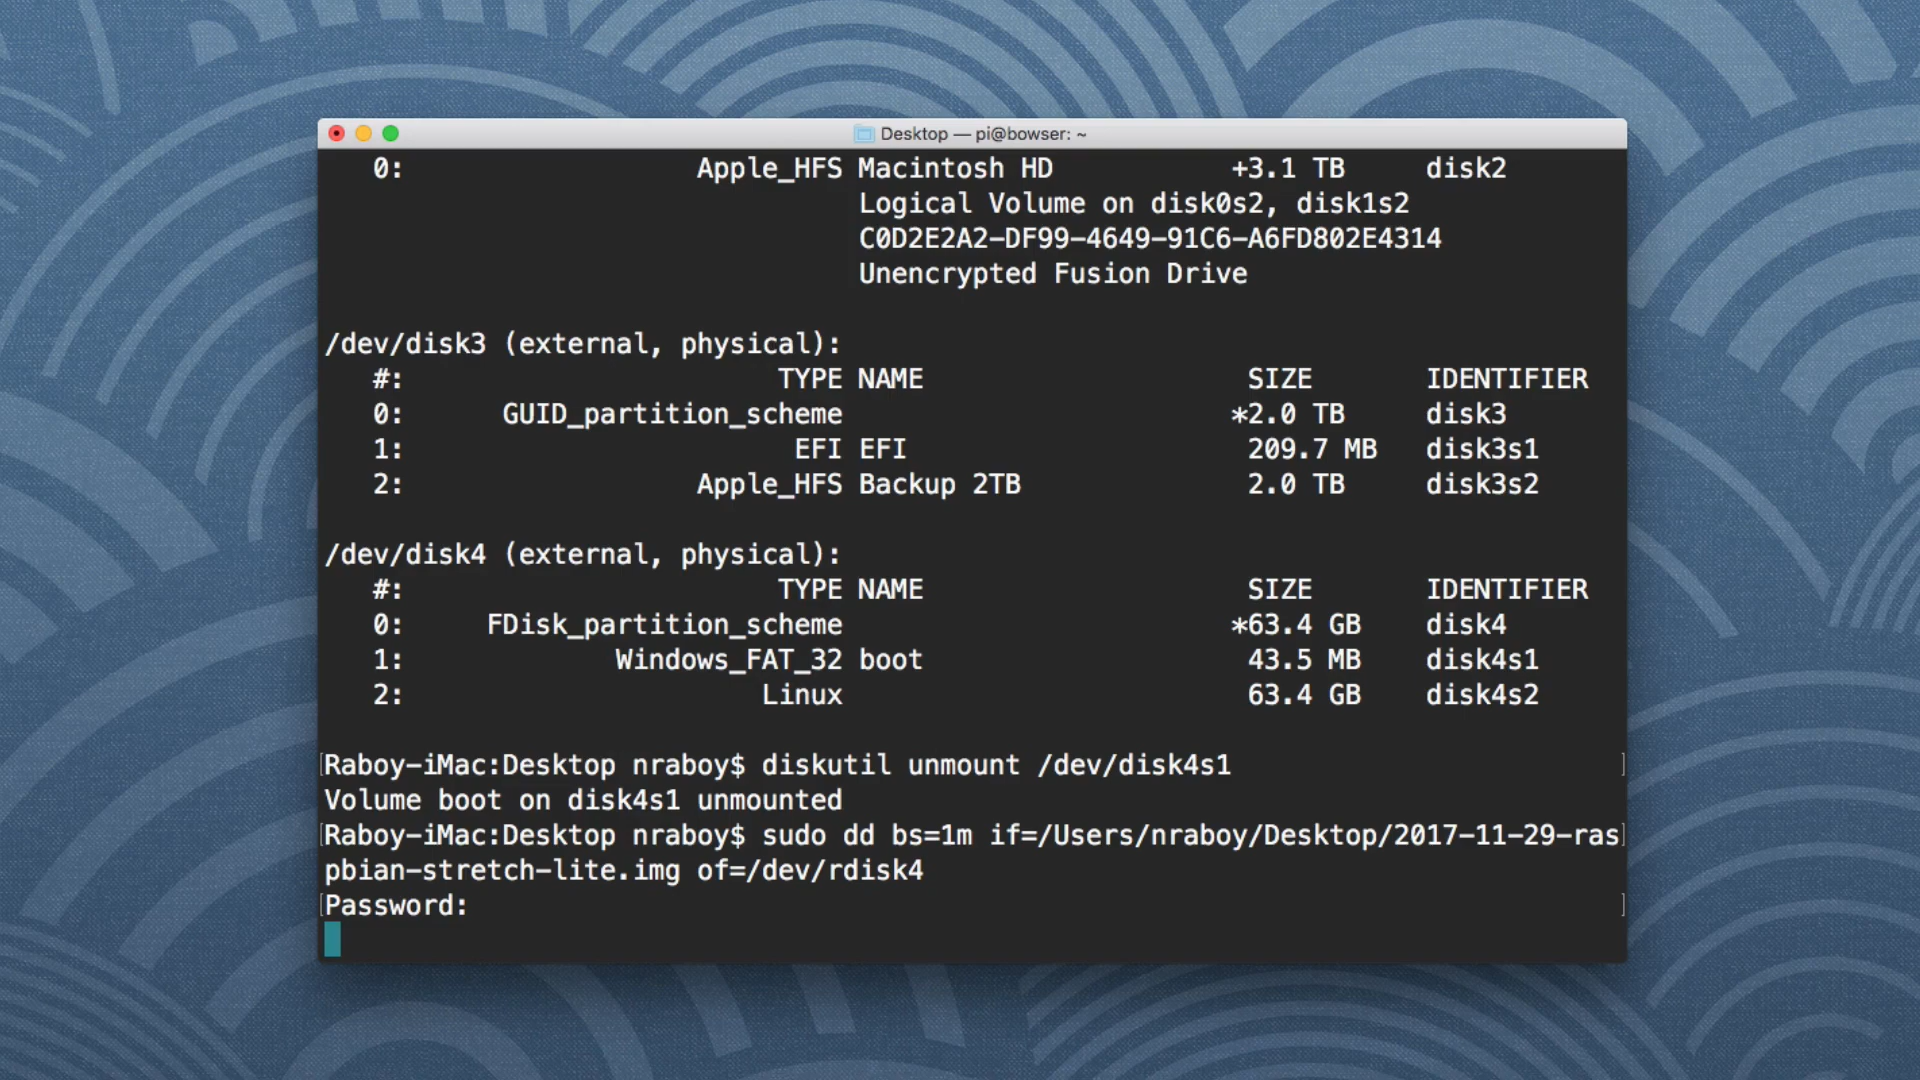 Desktop — pi@bowser: ~
0: Apple_HFS Macintosh HD +3.1 TB disk2
Logical Volume on disk0s2, disk1s2
C0D2E2A2-DF99-4649-91C6-A6FD802E4314
Unencrypted Fusion Drive
/dev/disk3 (external, physical):
#: TYPE NAME SIZE IDENTIFIER
0: GUID_partition_scheme *2.0 TB disk3
1: EFI EFI 209.7 MB disk3s1
2: Apple_HFS Backup 2TB 2.0 TB disk3s2
/dev/disk4 (external, physical):
#: TYPE NAME SIZE IDENTIFIER
0: FDisk_partition_scheme *63.4 GB disk4
1: Windows_FAT_32 boot 43.5 MB disk4s1
2: Linux 63.4 GB disk4s2
[Raboy-iMac:Desktop nraboy$ diskutil unmount /dev/disk4s1 ]
Volume boot on disk4s1 unmounted
[Raboy-iMac:Desktop nraboy$ sudo dd bs=1m if=/Users/nraboy/Desktop/2017-11-29-ras]
pbian-stretch-lite.img of=/dev/rdisk4
[Password: ]